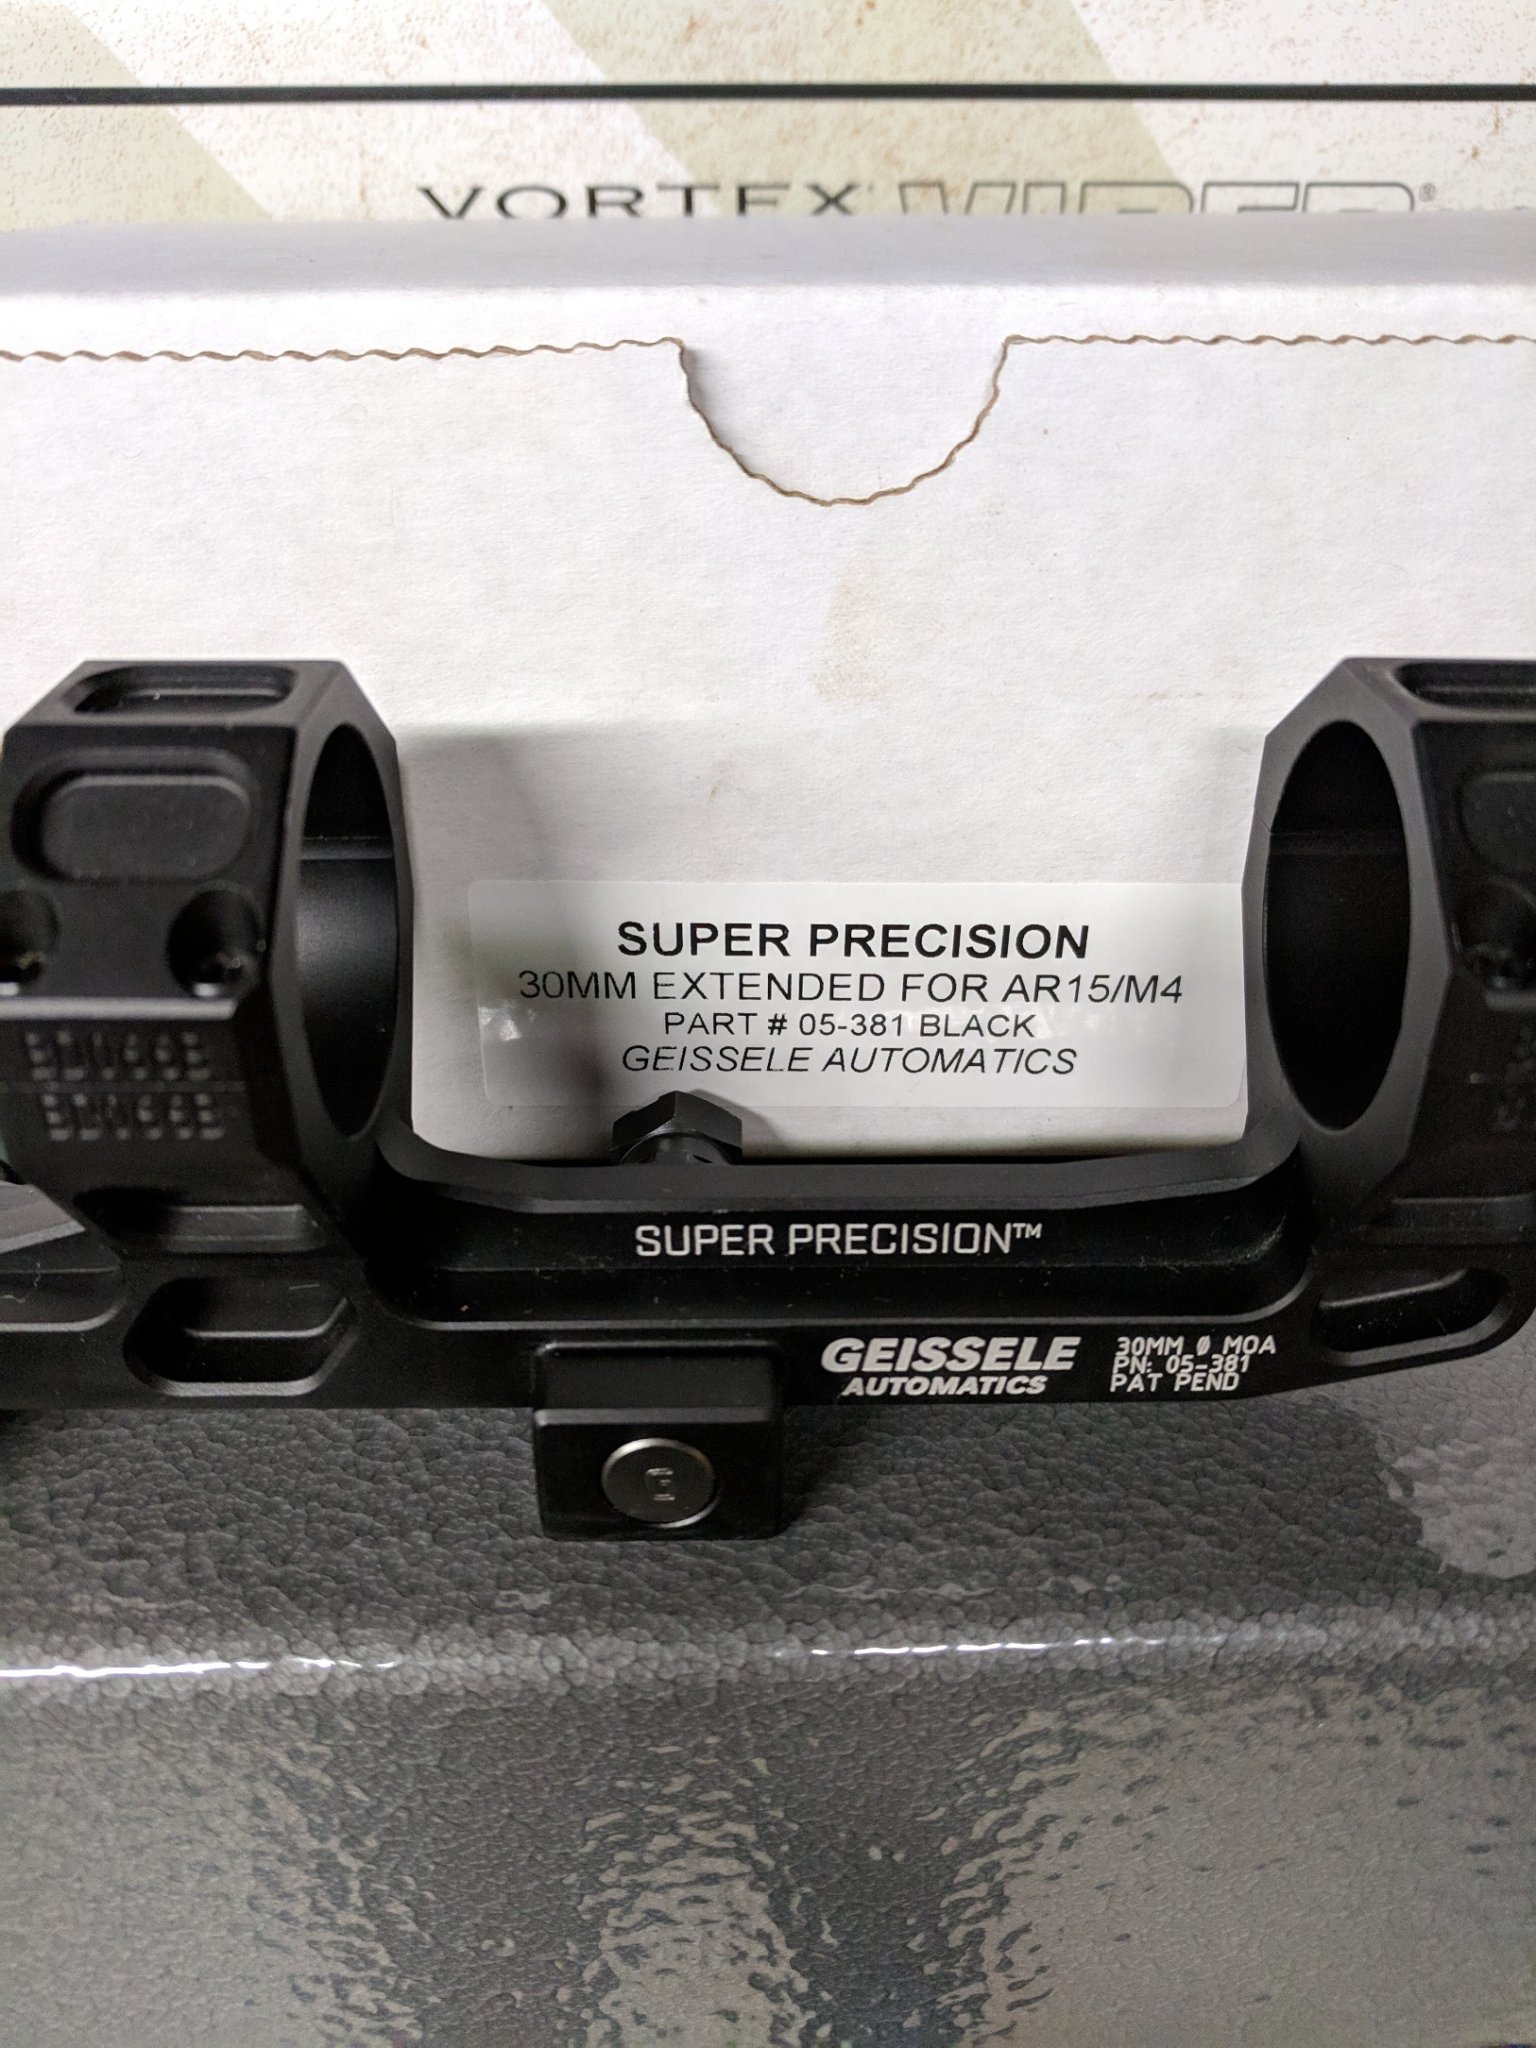 VORTEX VIPER®
SUPER PRECISION
30MM EXTENDED FOR AR15/M4
PART # 05-381 BLACK
GEISSELE AUTOMATICS
SUPER PRECISION™
GEISSELE
AUTOMATICS
30MM 0 MOA
PN: 05-381
PAT PEND
G